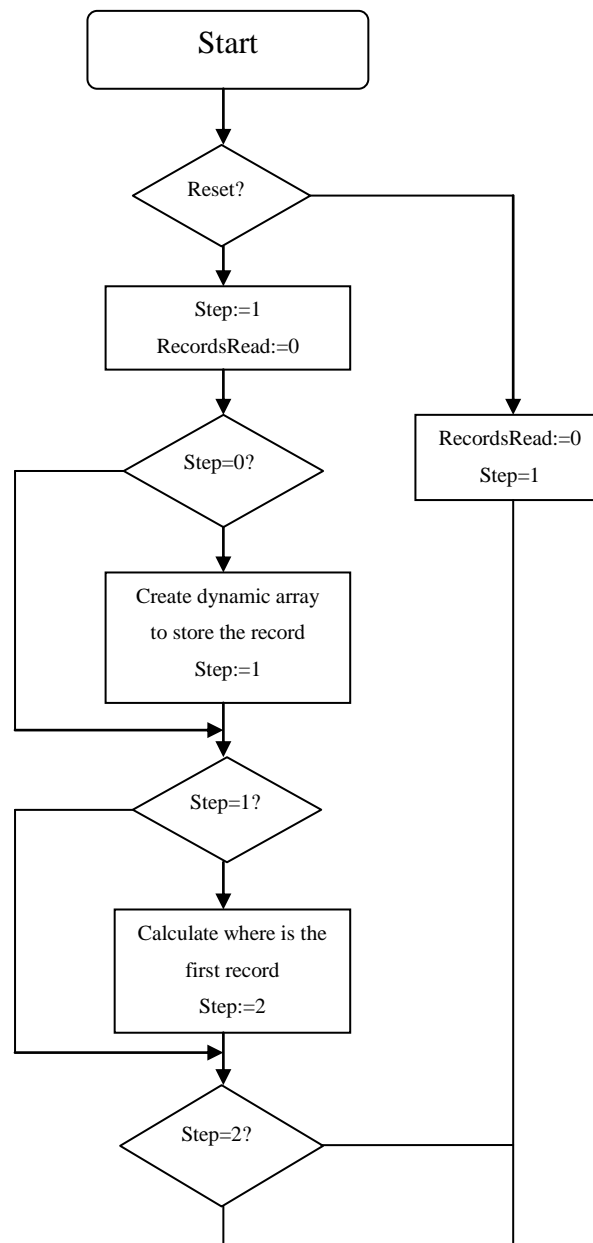 Start
Reset?
Step:=1
RecordsRead:=0
Step=0?
RecordsRead:=0
Step=1
Create dynamic array
to store the record
Step:=1
Step=1?
Calculate where is the
first record
Step:=2
Step=2?